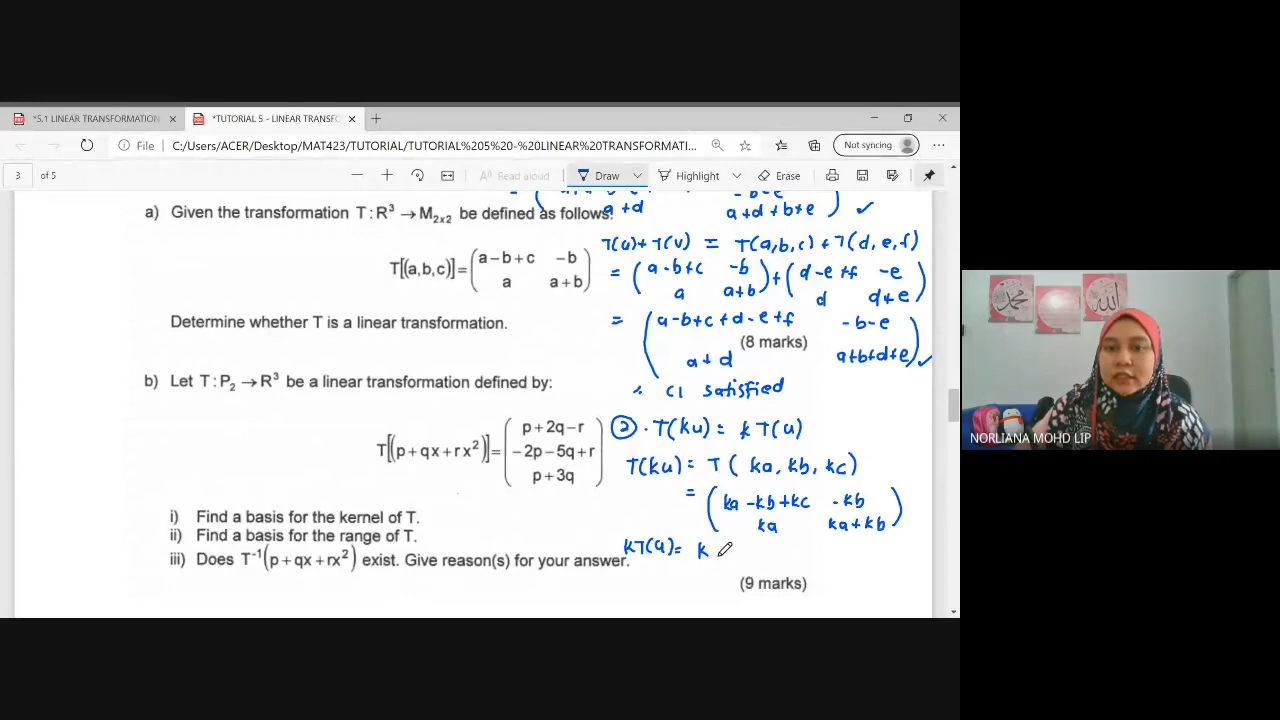 *5.1 LINEAR TRANSFORMATION
*TUTORIAL 5 - LINEAR TRANSFC
File
C:/Users/ACER/Desktop/MAT423/TUTORIAL/TUTORIAL%205%20-%20LINEAR%20TRANSFORMATI...
Not syncing
3 of 5
Read aloud
Draw
Highlight
Erase
= a+d a+d+b+e ✓
a) Given the transformation T : R³ → M₂ₓ₂ be defined as follows:
T(u)+T(v) = T(a,b,c) + T(d,e,f)
T[(a,b,c)] = (a−b+c −b
a a+b)
= (a-b+c -b
a a+b) + (d-e+f -e
d d+e)
= (a-b+c+d-e+f -b-e
a+d a+b+d+e) ✓
Determine whether T is a linear transformation.
(8 marks)
∴ C1 satisfied
b) Let T : P₂ → R³ be a linear transformation defined by:
T[(p+qx+rx²)] = (p+2q−r
−2p−5q+r
p+3q)
② · T(ku) = kT(u)
T(ku) = T(ka, kb, kc)
= (ka-kb+kc -kb
ka ka+kb)
kT(u) = k
i) Find a basis for the kernel of T.
ii) Find a basis for the range of T.
iii) Does T⁻¹(p+qx+rx²) exist. Give reason(s) for your answer.
(9 marks)
NORLIANA MOHD LIP
محمد
الله